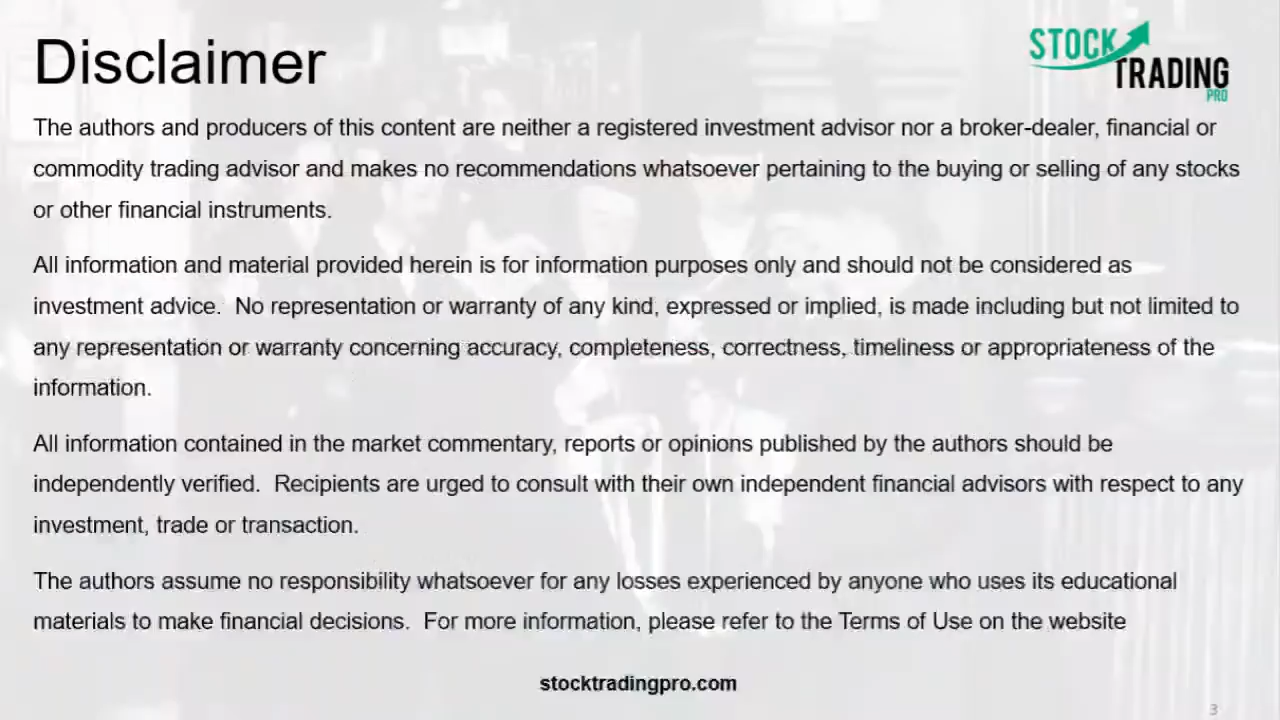 Disclaimer
STOCK
TRADING
PRO
The authors and producers of this content are neither a registered investment advisor nor a broker-dealer, financial or
commodity trading advisor and makes no recommendations whatsoever pertaining to the buying or selling of any stocks
or other financial instruments.
All information and material provided herein is for information purposes only and should not be considered as
investment advice.  No representation or warranty of any kind, expressed or implied, is made including but not limited to
any representation or warranty concerning accuracy, completeness, correctness, timeliness or appropriateness of the
information.
All information contained in the market commentary, reports or opinions published by the authors should be
independently verified.  Recipients are urged to consult with their own independent financial advisors with respect to any
investment, trade or transaction.
The authors assume no responsibility whatsoever for any losses experienced by anyone who uses its educational
materials to make financial decisions.  For more information, please refer to the Terms of Use on the website
stocktradingpro.com
3